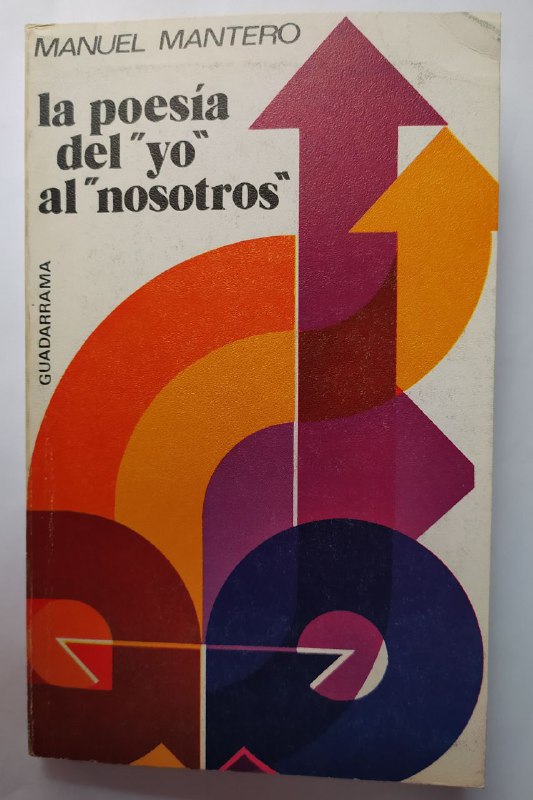 MANUEL MANTERO
la poesía
del "yo"
al "nosotros"
GUADARRAMA